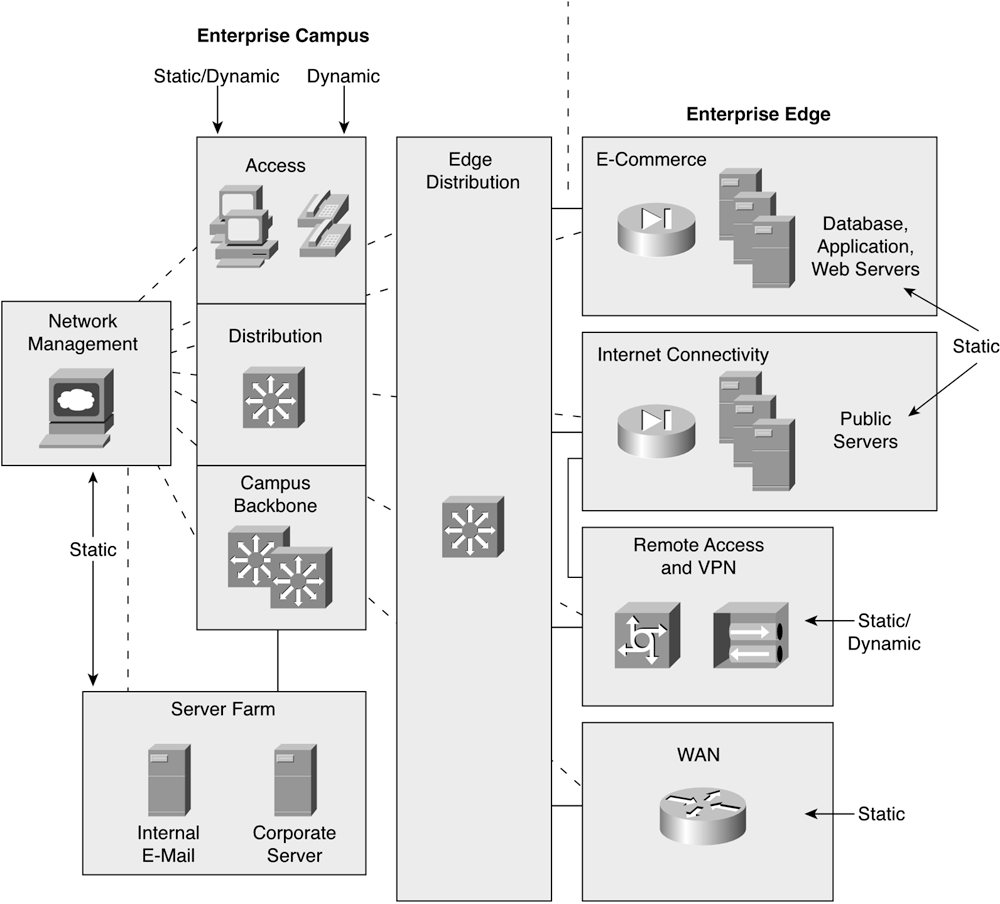 Enterprise Campus
Static/Dynamic
Dynamic
Access
Network
Management
Distribution
Campus
Backbone
Static
Server Farm
Internal
E-Mail
Corporate
Server
Edge
Distribution
Enterprise Edge
E-Commerce
Database,
Application,
Web Servers
Static
Internet Connectivity
Public
Servers
Remote Access
and VPN
Static/
Dynamic
WAN
Static